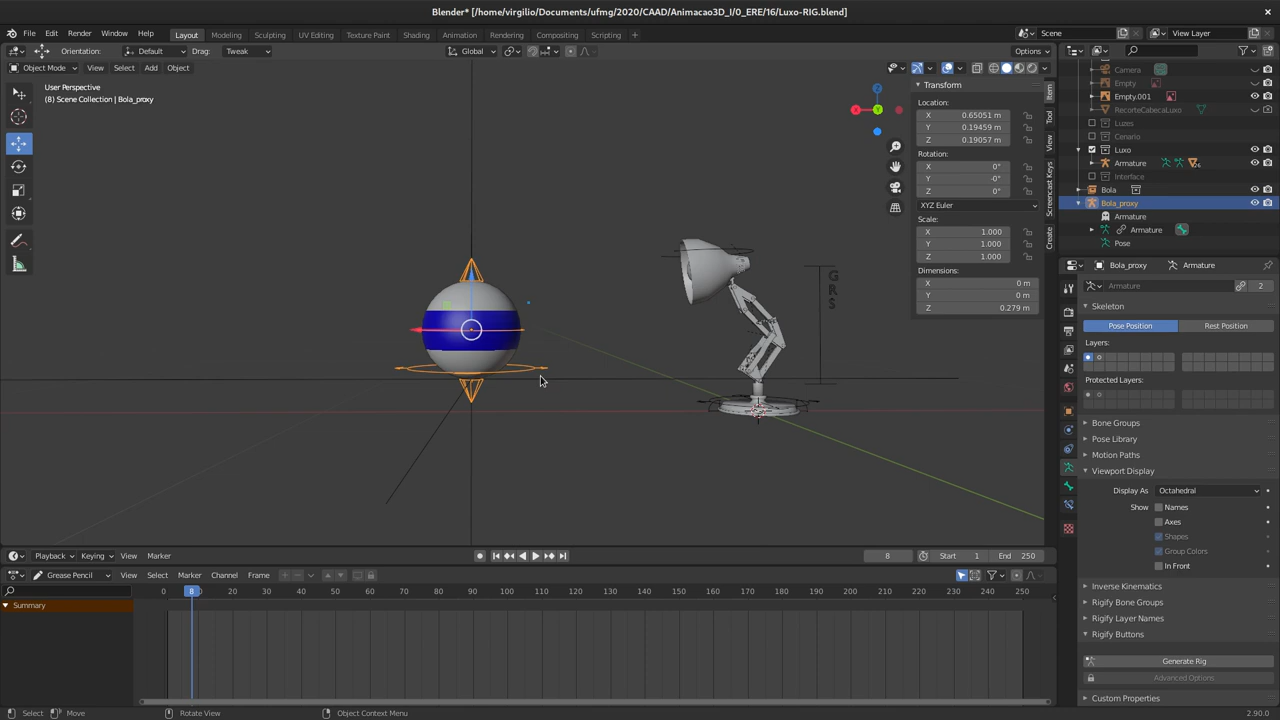 Blender* [/home/virgilio/Documents/ufmg/2020/CAAD/Animacao3D_I/0_ERE/16/Luxo-RIG.blend]
File Edit Render Window Help Layout Modeling Sculpting UV Editing Texture Paint Shading Animation Rendering Compositing Scripting + Scene View Layer
Orientation: Default Drag: Tweak Global Options
Object Mode View Select Add Object
User Perspective
(8) Scene Collection | Bola_proxy
Transform
Location:
X 0.65051 m
Y 0.19459 m
Z 0.19057 m
Rotation:
X 0°
Y -0°
Z 0°
XYZ Euler
Scale:
X 1.000
Y 1.000
Z 1.000
Dimensions:
X 0 m
Y 0 m
Z 0.279 m
Item
Tool
View
Screencast Keys
Create
X
Y
Z
G
R
S
Camera
Empty
Empty.001
RecorteCabecaLuxo
Luzes
Cenario
Luxo
Armature
Interface
Bola
Bola_proxy
Armature
Armature
Pose
Bola_proxy Armature
Armature 2
Skeleton
Pose Position Rest Position
Layers:
Protected Layers:
Bone Groups
Pose Library
Motion Paths
Viewport Display
Display As Octahedral
Show Names
Axes
Shapes
Group Colors
In Front
Inverse Kinematics
Rigify Bone Groups
Rigify Layer Names
Rigify Buttons
Generate Rig
Advanced Options
Custom Properties
Playback Keying View Marker 8 Start 1 End 250
Grease Pencil View Select Marker Channel Frame
0 8 20 30 40 50 60 70 80 90 100 110 120 130 140 150 160 170 180 190 200 210 220 230 240 250
Summary
Select Move Rotate View Object Context Menu 2.90.0